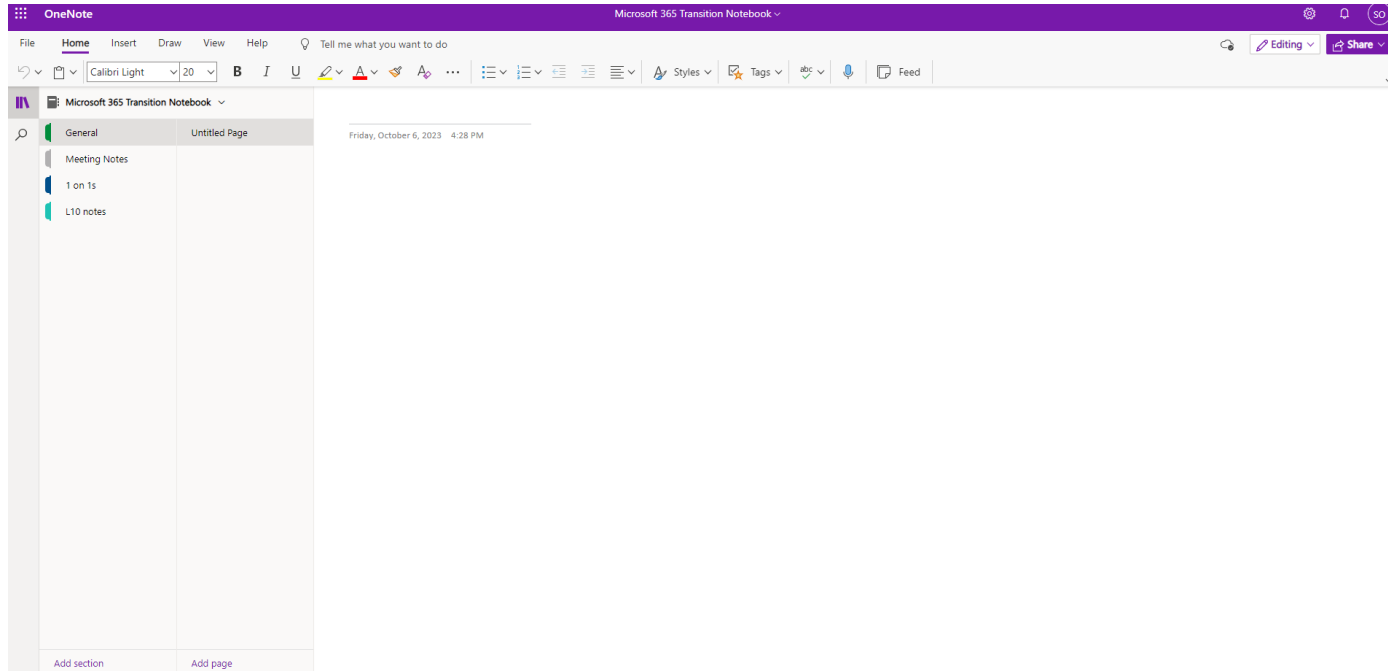 OneNote
Microsoft 365 Transition Notebook
SO
File Home Insert Draw View Help Tell me what you want to do Editing Share
Calibri Light 20 B I U A A Styles Tags abc Feed
Microsoft 365 Transition Notebook
General
Meeting Notes
1 on 1s
L10 notes
Untitled Page
Friday, October 6, 2023 4:28 PM
Add section
Add page